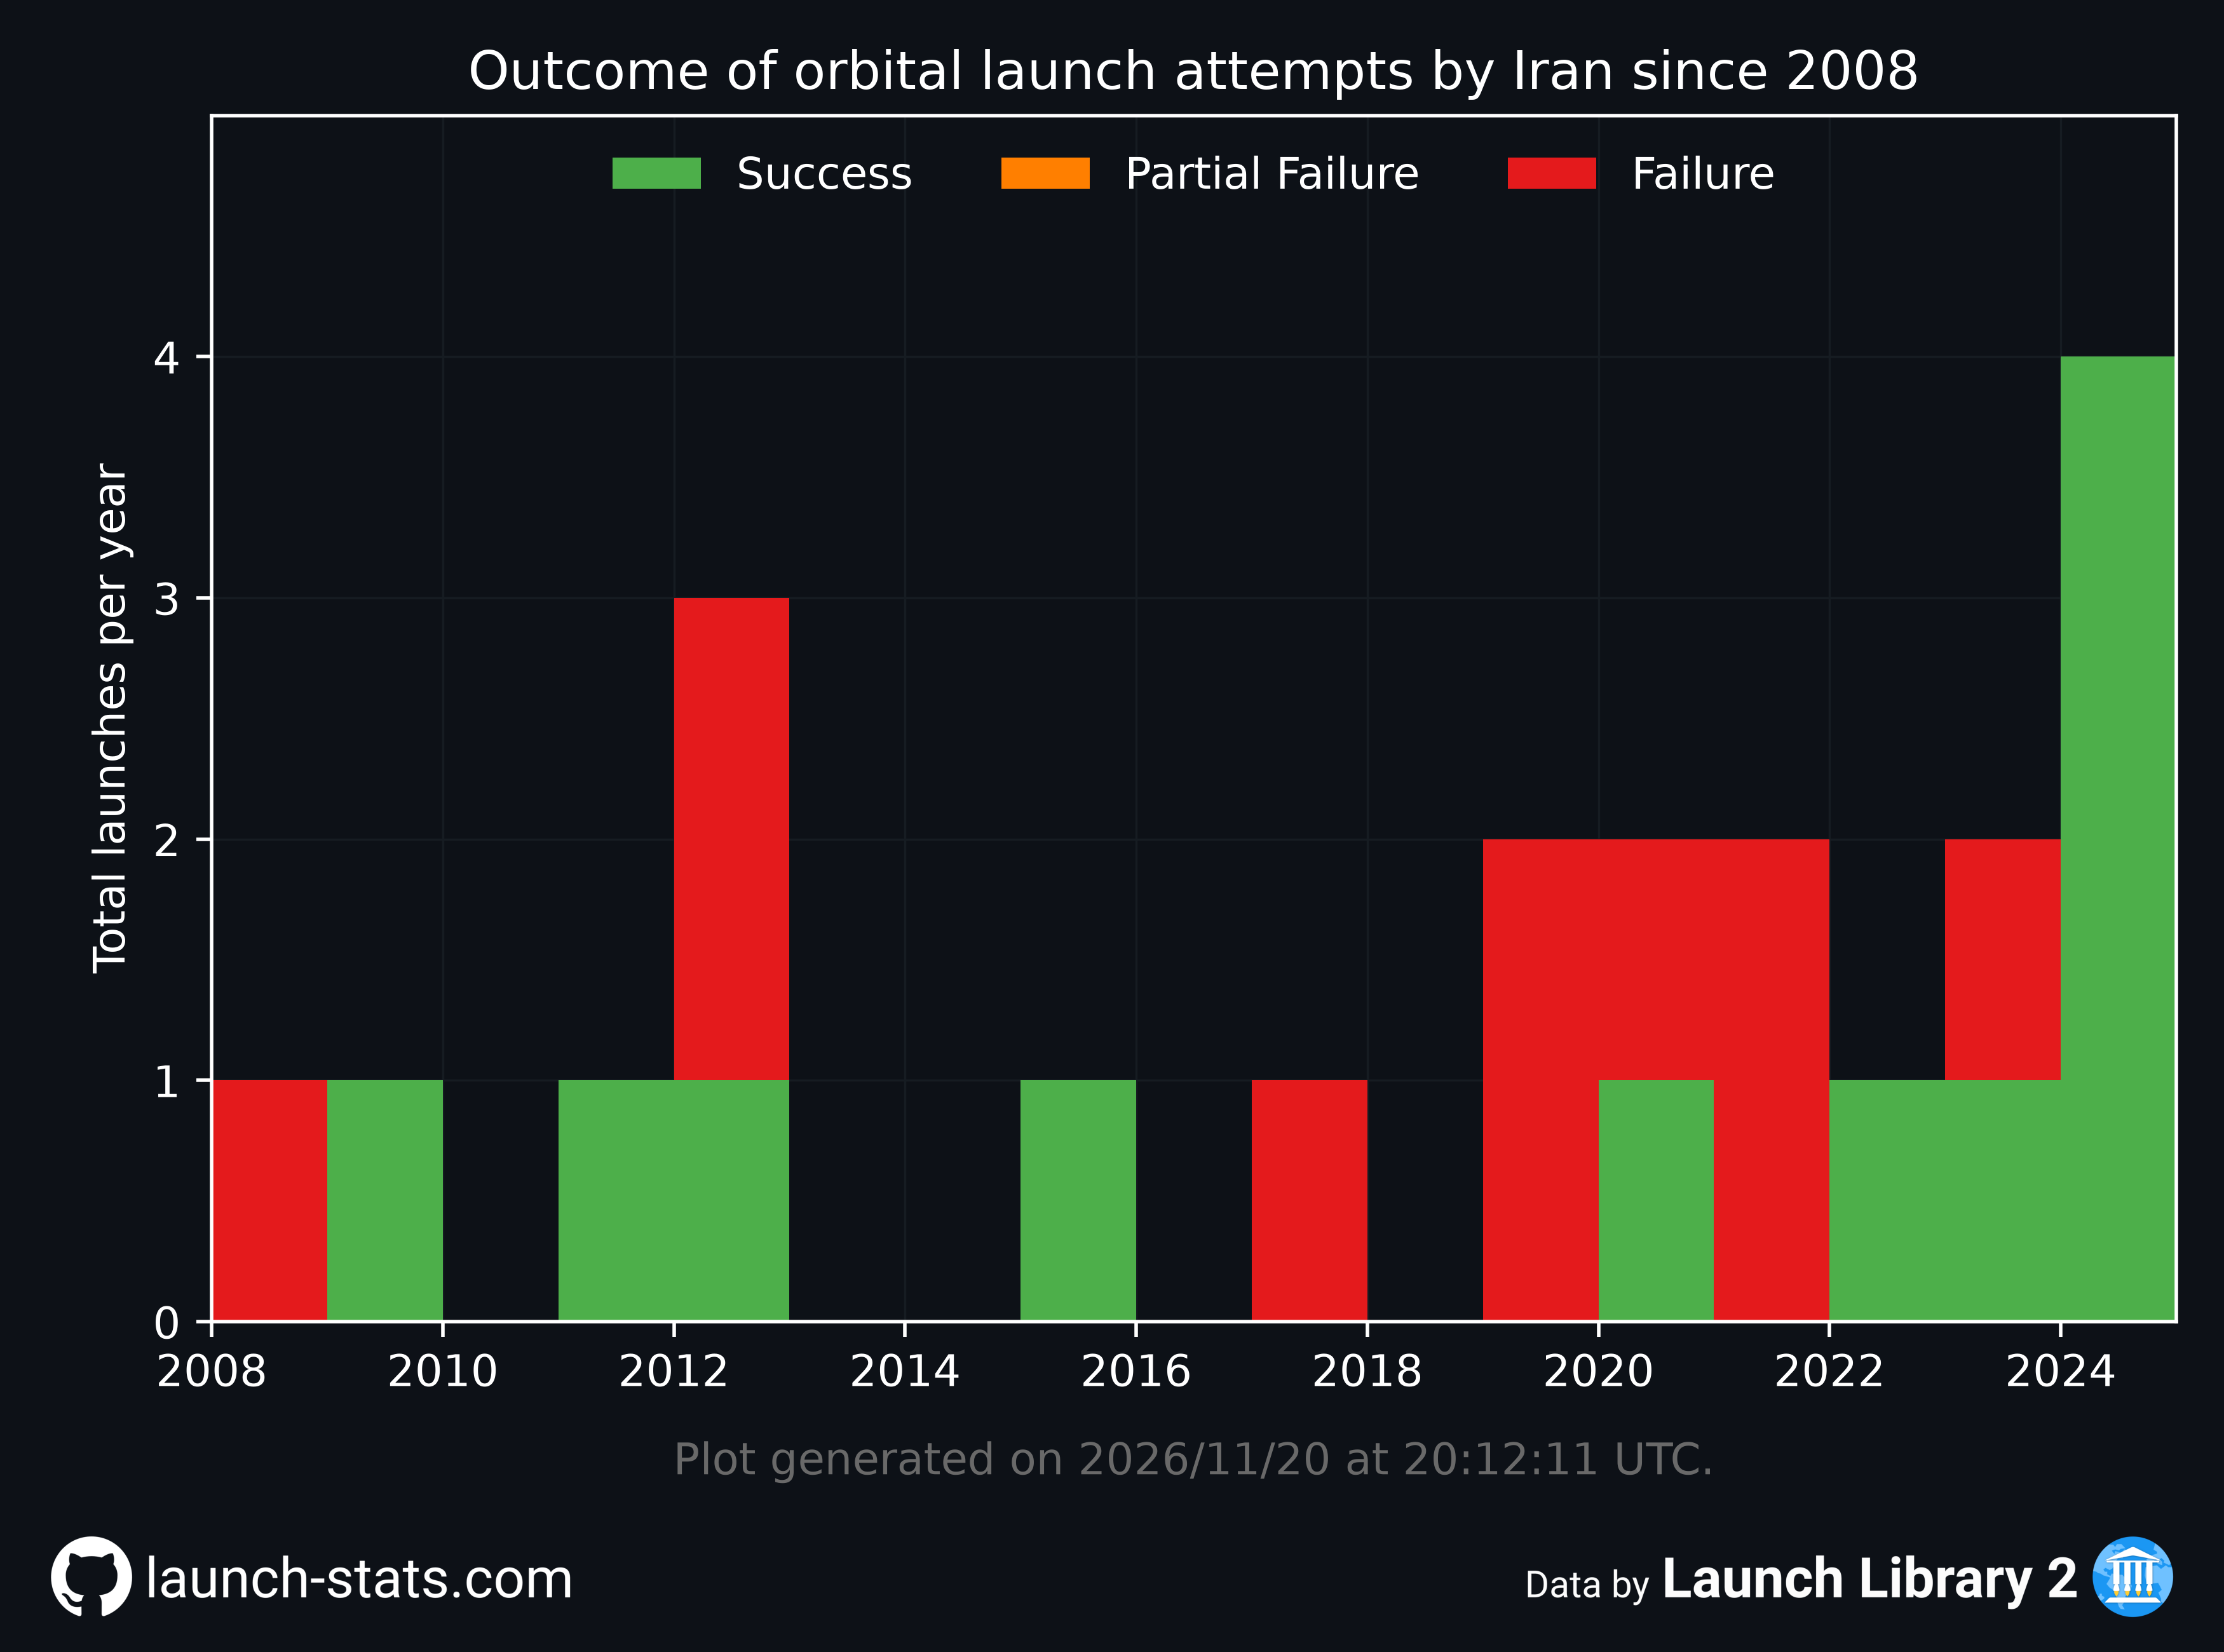 Outcome of orbital launch attempts by Iran since 2008
Success Partial Failure Failure
Total launches per year
4
3
2
1
0
2008 2010 2012 2014 2016 2018 2020 2022 2024
Plot generated on 2026/11/20 at 20:12:11 UTC.
launch-stats.com
Data by Launch Library 2